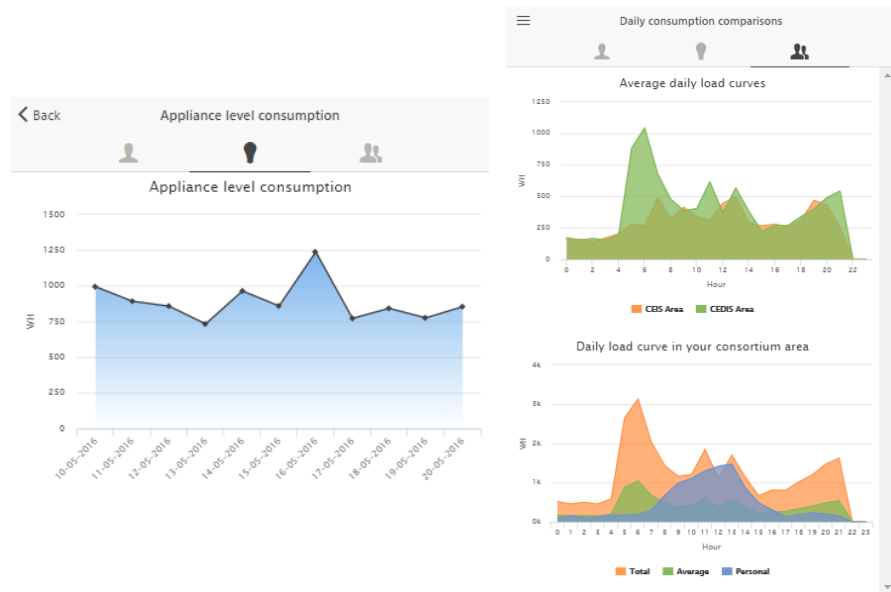 Back
Appliance level consumption
Appliance level consumption
1500
1250
1000
750
500
250
0
WH
10-05-2016
11-05-2016
12-05-2016
13-05-2016
14-05-2016
15-05-2016
16-05-2016
17-05-2016
18-05-2016
19-05-2016
20-05-2016
Daily consumption comparisons
Average daily load curves
1250
1000
750
500
250
0
WH
0 2 4 6 8 10 12 14 16 18 20 22
Hour
CEIS Area CEDIS Area
Daily load curve in your consortium area
4k
3k
2k
1k
0k
WH
0 1 2 3 4 5 6 7 8 9 10 11 12 13 14 15 16 17 18 19 20 21 22 23
Hour
Total Average Personal